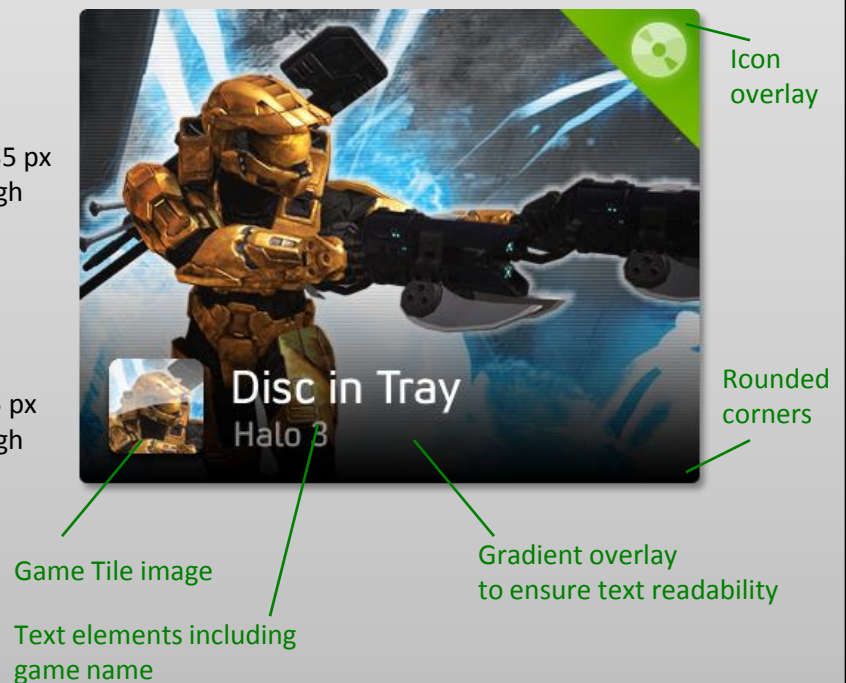 Icon
overlay
5 px
gh
Rounded
corners
px
gh
Disc in Tray
Halo 3
Game Tile image
Gradient overlay
to ensure text readability
Text elements including
game name